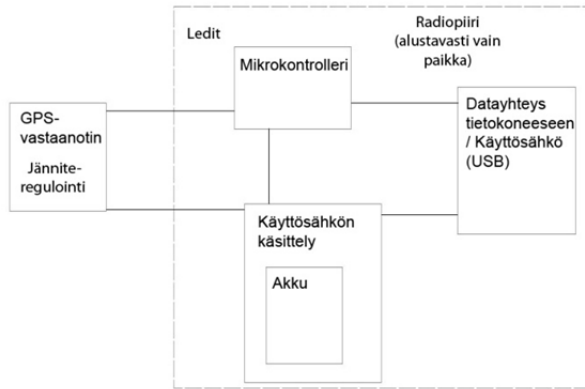 Ledit
Radiopiiri
(alustavasti vain
paikka)
Mikrokontrolleri
GPS-
vastaanotin
Jännite-
regulointi
Datayhteys
tietokoneeseen
/ Käyttösähkö
(USB)
Käyttösähkön
käsittely
Akku